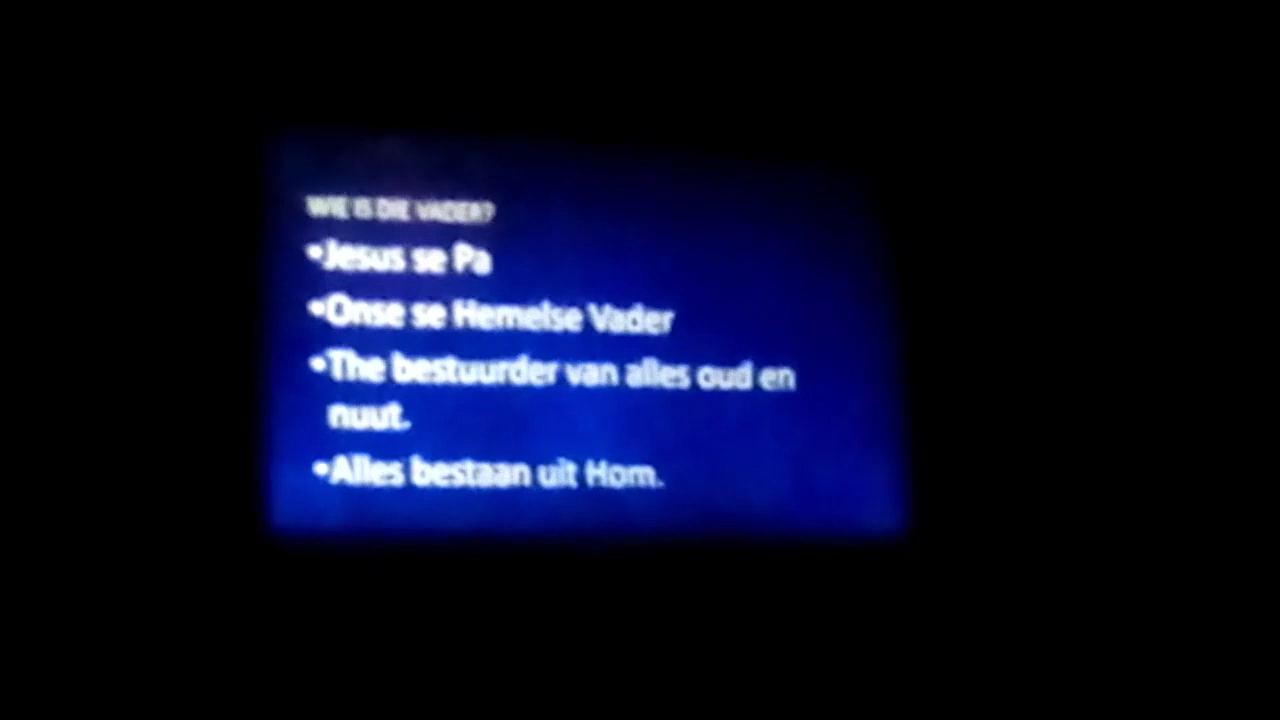 WIE IS DIE VADER?
•Jesus se Pa
•Onse se Hemelse Vader
•The bestuurder van alles oud en
nuut.
•Alles bestaan uit Hom.